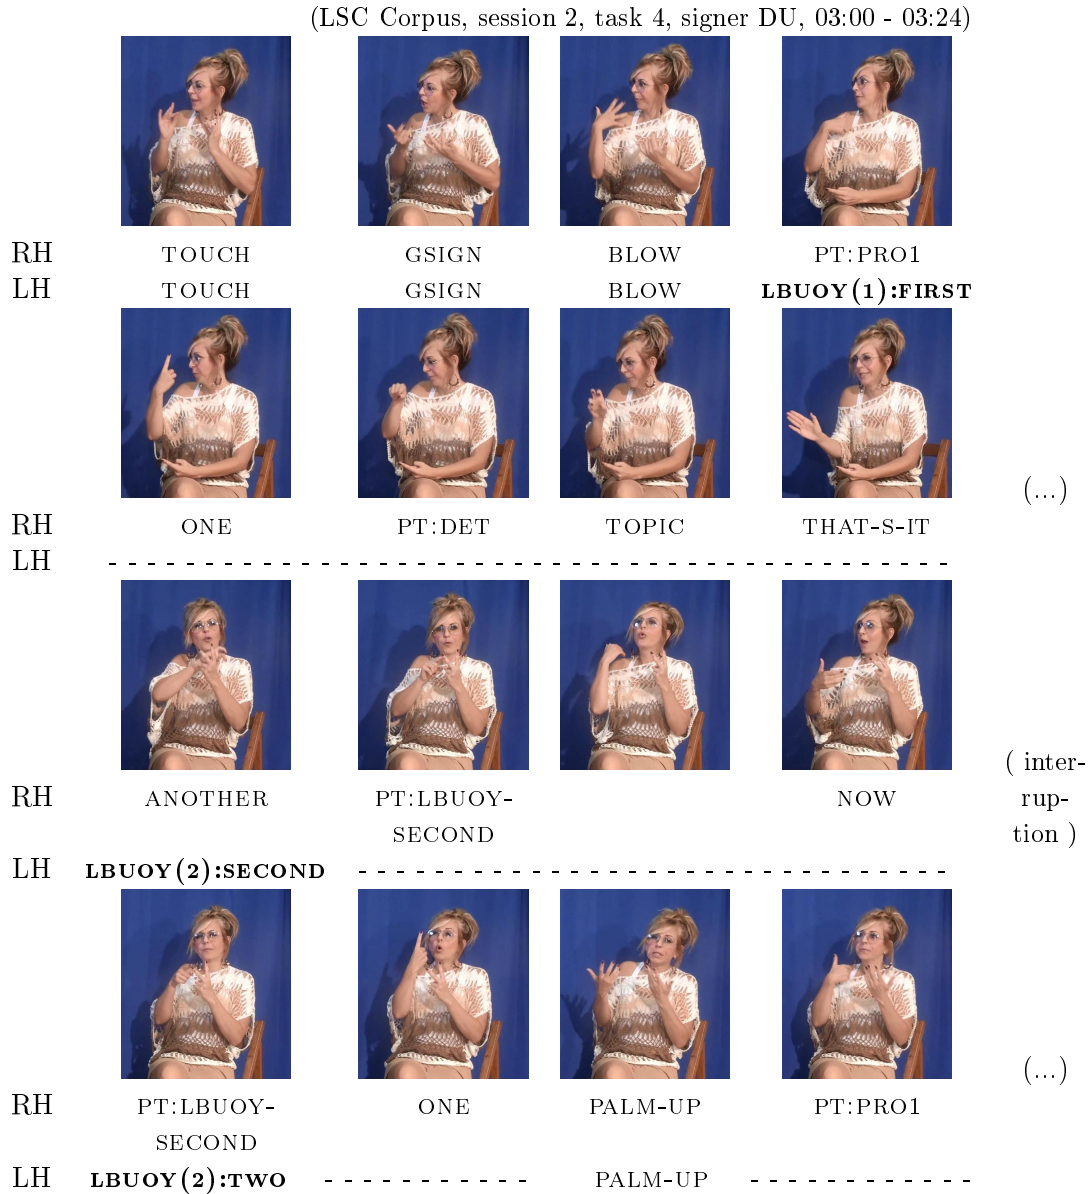 (LSC Corpus, session 2, task 4, signer DU, 03:00 - 03:24)
RH TOUCH GSIGN BLOW PT:PRO1
LH TOUCH GSIGN BLOW LBUOY(1):FIRST
(...)
RH ONE PT:DET TOPIC THAT-S-IT
LH - - - - - - - - - - - - - - - - - - - - - - - - - - - - - - - - - - - - - - - - - - - -
( inter-
RH ANOTHER PT:LBUOY- NOW rup-
SECOND tion )
LH LBUOY(2):SECOND - - - - - - - - - - - - - - - - - - - - - - - - - - - - - - -
(...)
RH PT:LBUOY- ONE PALM-UP PT:PRO1
SECOND
LH LBUOY(2):TWO - - - - - - - - - - - PALM-UP - - - - - - - - - - - -